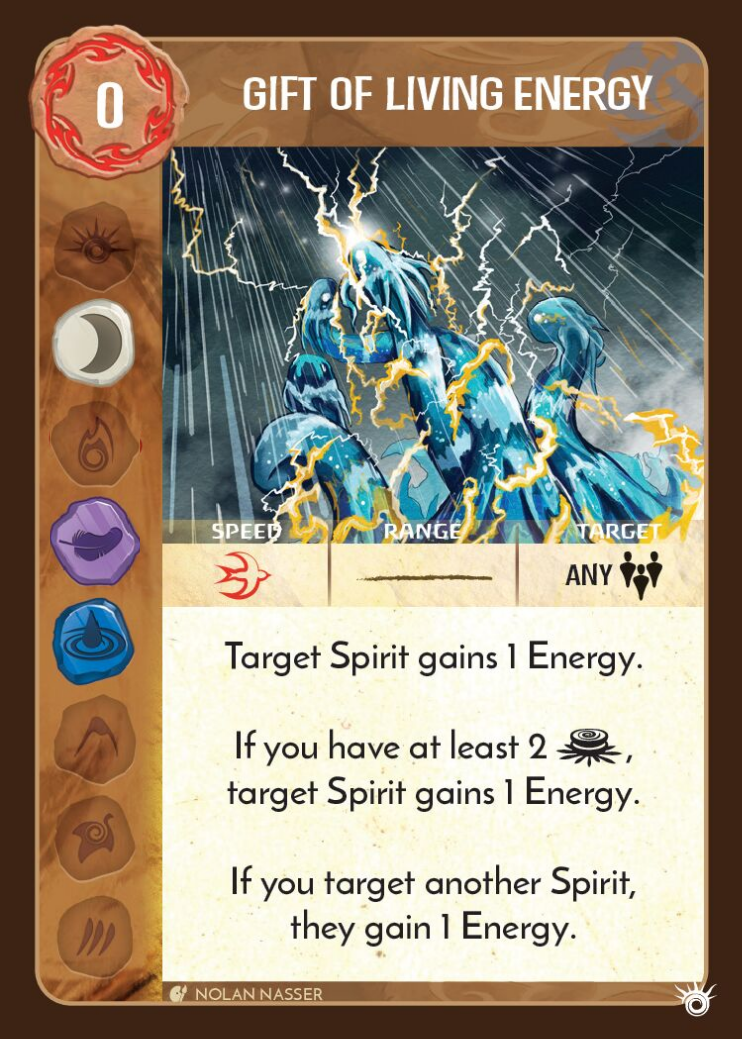 0
GIFT OF LIVING ENERGY
SPEED RANGE TARGET
ANY
Target Spirit gains 1 Energy.
If you have at least 2 ,
target Spirit gains 1 Energy.
If you target another Spirit,
they gain 1 Energy.
NOLAN NASSER